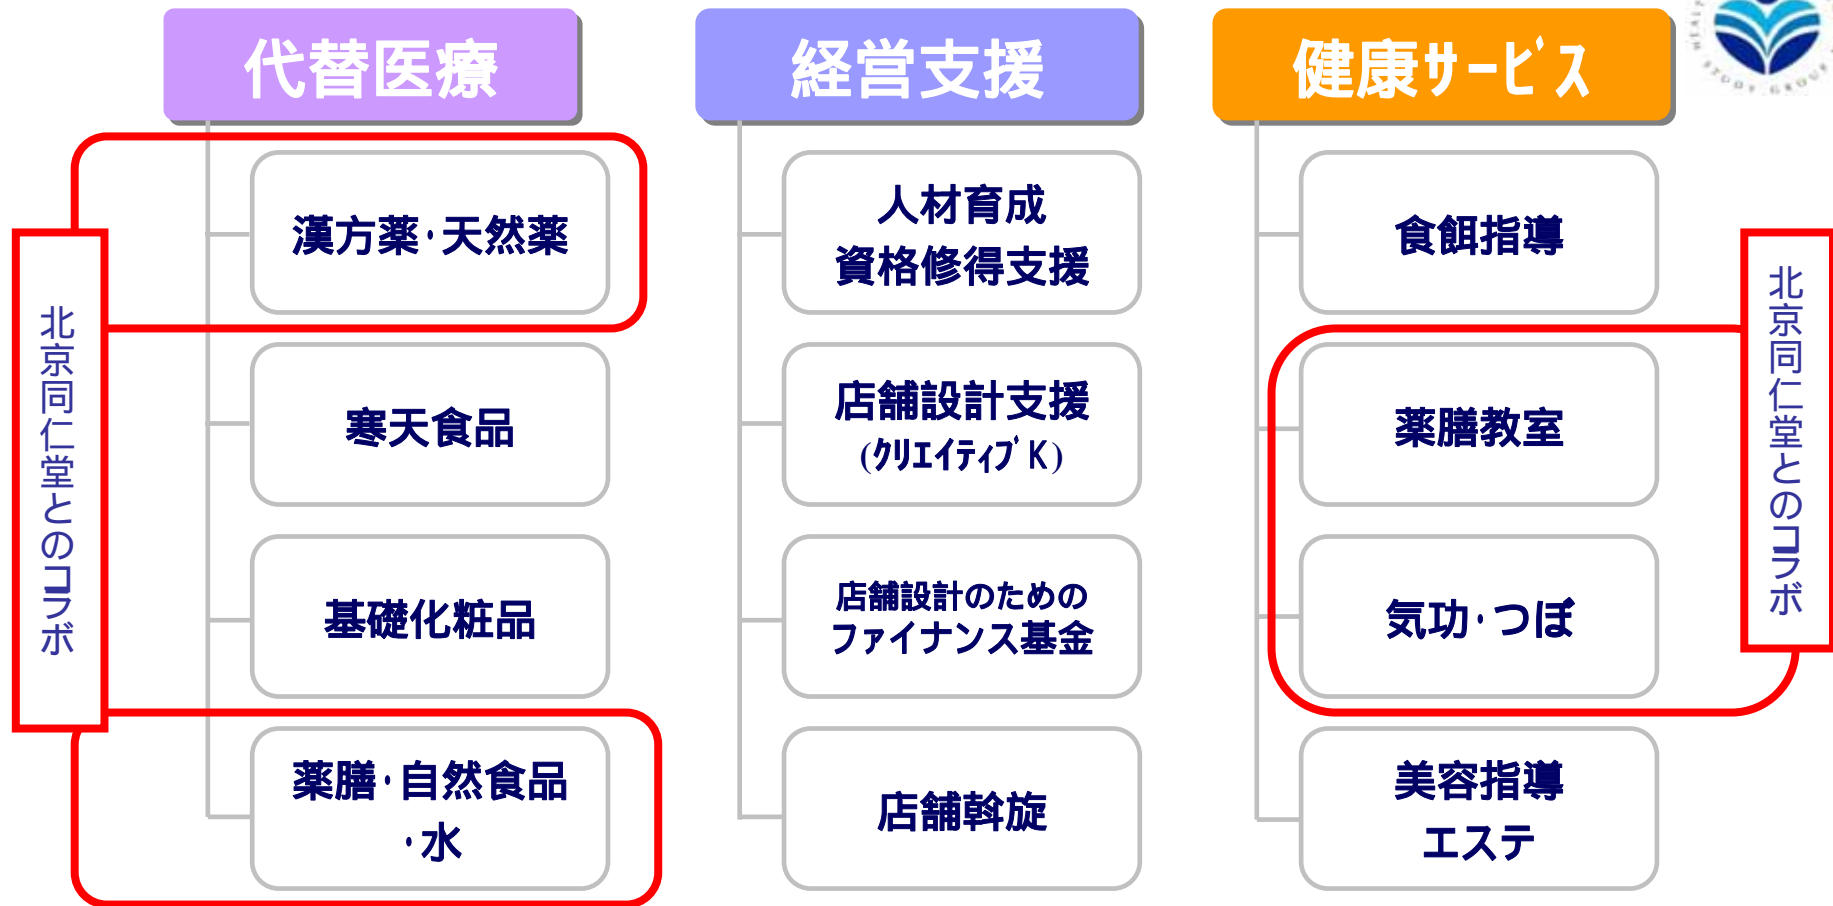 代替医療
漢方薬・天然薬
寒天食品
基礎化粧品
薬膳・自然食品
・水
北京同仁堂とのコラボ
経営支援
人材育成
資格修得支援
店舗設計支援
(ｸﾘｴｲﾃｨﾌﾞK)
店舗設計のための
ファイナンス基金
店舗斡旋
健康ｻｰﾋﾞｽ
食餌指導
薬膳教室
気功・つぼ
美容指導
エステ
北京同仁堂とのコラボ
STUDY GROUP